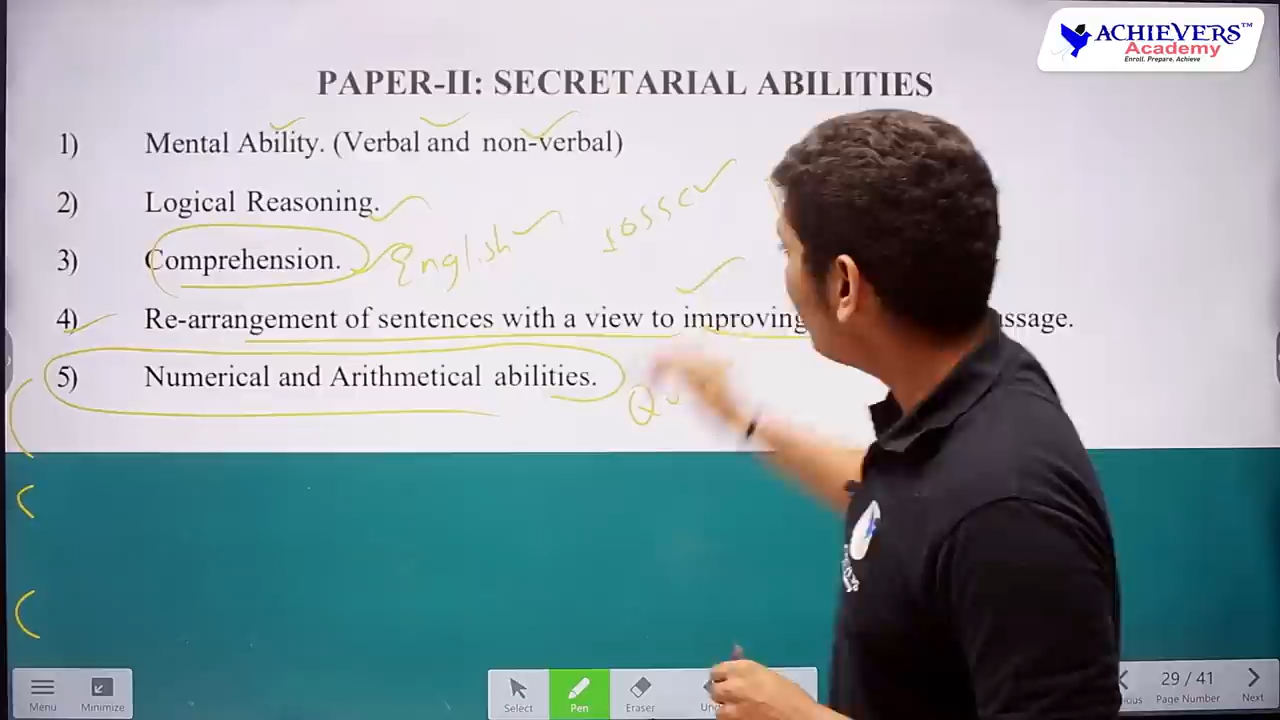 ACHIEVERS™
Academy
Enroll. Prepare. Achieve
PAPER-II: SECRETARIAL ABILITIES
1) Mental Ability. (Verbal and non-verbal)
2) Logical Reasoning.
3) Comprehension. English
4) Re-arrangement of sentences with a view to improving
5) Numerical and Arithmetical abilities.
Menu Minimize Select Pen Eraser 29 / 41 Page Number Next